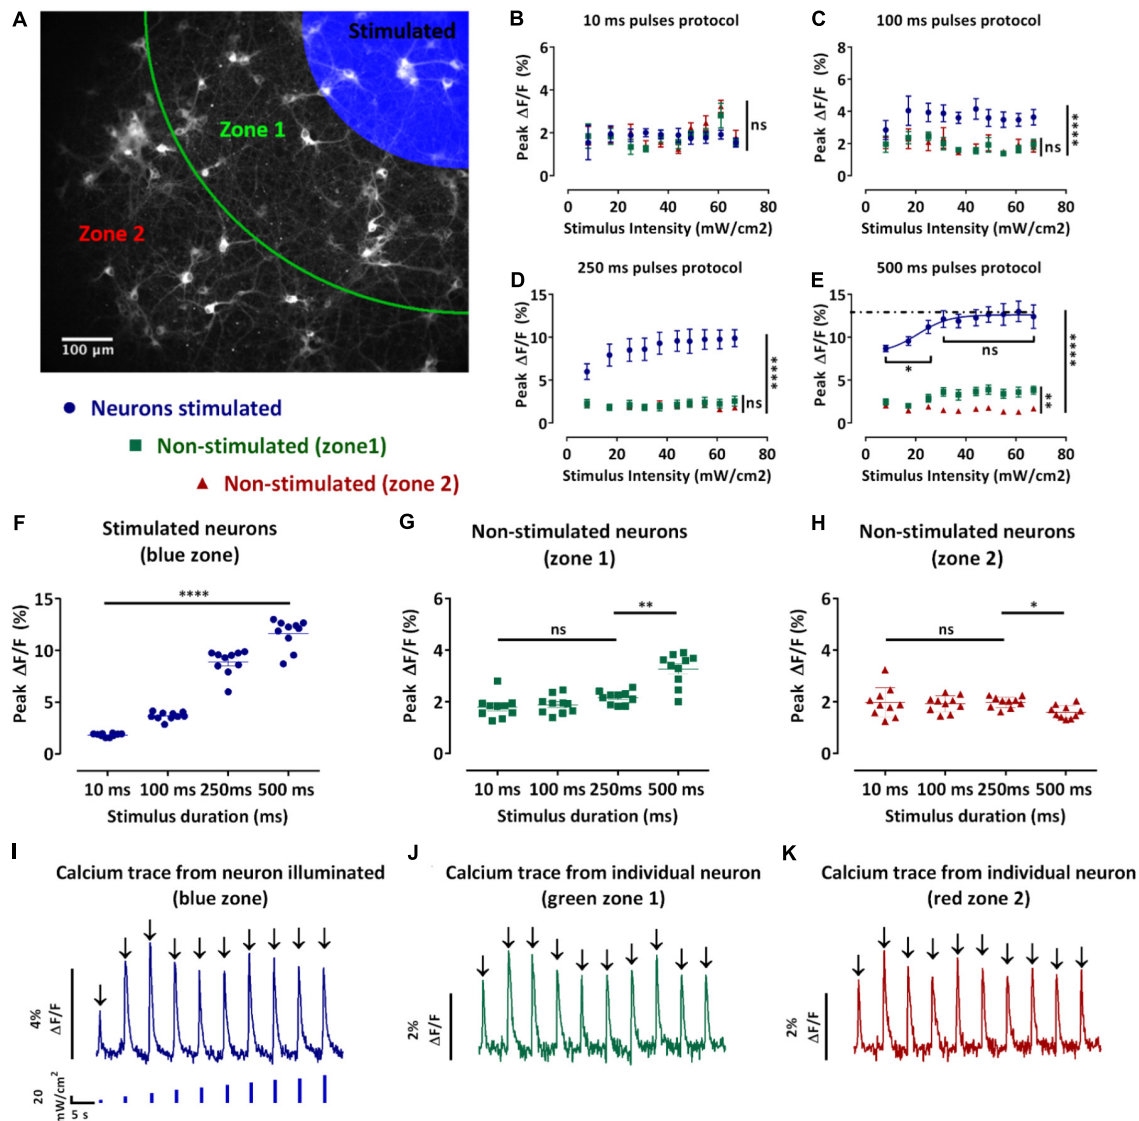 A
Stimulated
Zone 1
Zone 2
100 µm
Neurons stimulated
Non-stimulated (zone1)
Non-stimulated (zone 2)
B
10 ms pulses protocol
Peak ΔF/F (%)
6
4
2
0
ns
0 20 40 60 80
Stimulus Intensity (mW/cm2)
C
100 ms pulses protocol
Peak ΔF/F (%)
8
6
4
2
0
ns
****
0 20 40 60 80
Stimulus Intensity (mW/cm2)
D
250 ms pulses protocol
Peak ΔF/F (%)
15
10
5
0
ns
****
0 20 40 60 80
Stimulus Intensity (mW/cm2)
E
500 ms pulses protocol
Peak ΔF/F (%)
15
10
5
0
*
ns
**
****
0 20 40 60 80
Stimulus Intensity (mW/cm2)
F
Stimulated neurons
(blue zone)
Peak ΔF/F (%)
15
10
5
0
****
10 ms 100 ms 250 ms 500 ms
Stimulus duration (ms)
G
Non-stimulated neurons
(zone 1)
Peak ΔF/F (%)
6
4
2
0
ns
**
10 ms 100 ms 250ms 500 ms
Stimulus duration (ms)
H
Non-stimulated neurons
(zone 2)
Peak ΔF/F (%)
6
4
2
0
ns
*
10 ms 100 ms 250ms 500 ms
Stimulus duration (ms)
I
Calcium trace from neuron illuminated
(blue zone)
4%
ΔF/F
20
mW/cm²
5 s
J
Calcium trace from individual neuron
(green zone 1)
2%
ΔF/F
K
Calcium trace from individual neuron
(red zone 2)
2%
ΔF/F